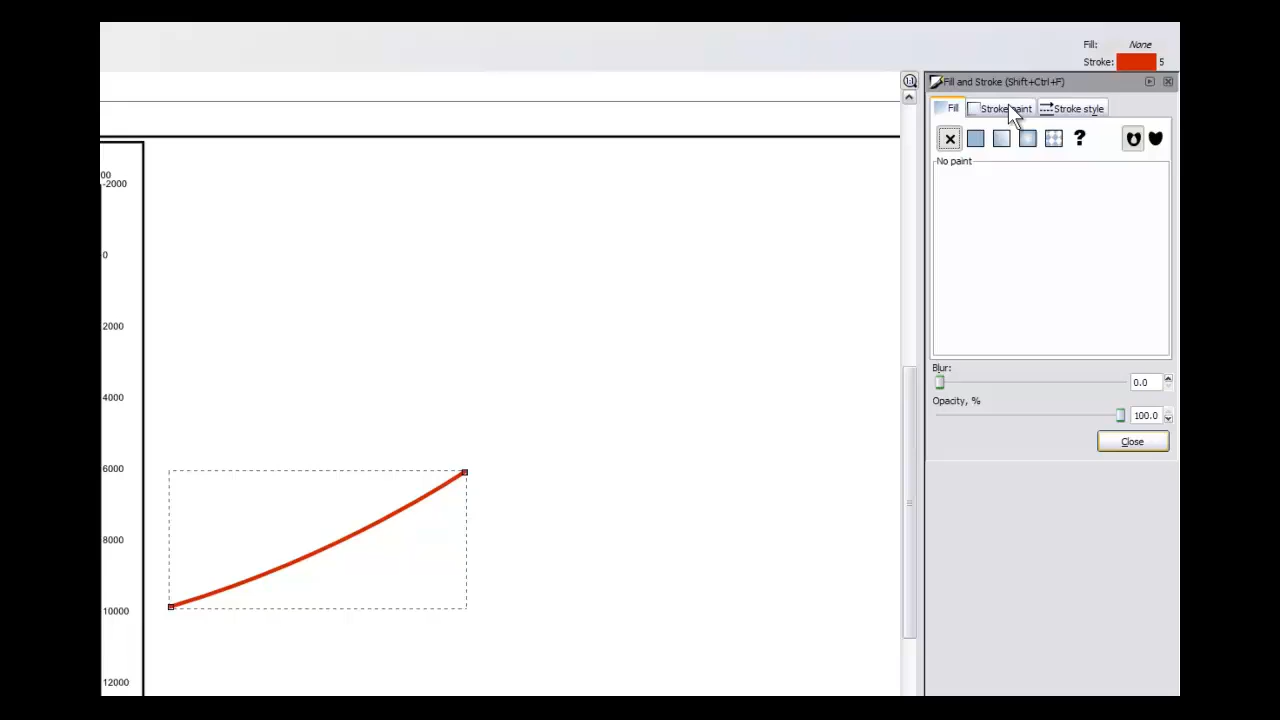 Fill: None
Stroke: 5
Fill and Stroke (Shift+Ctrl+F)
Fill Stroke paint Stroke style
?
No paint
Blur:
0.0
Opacity, %
100.0
Close
00
-2000
0
2000
4000
6000
8000
10000
12000